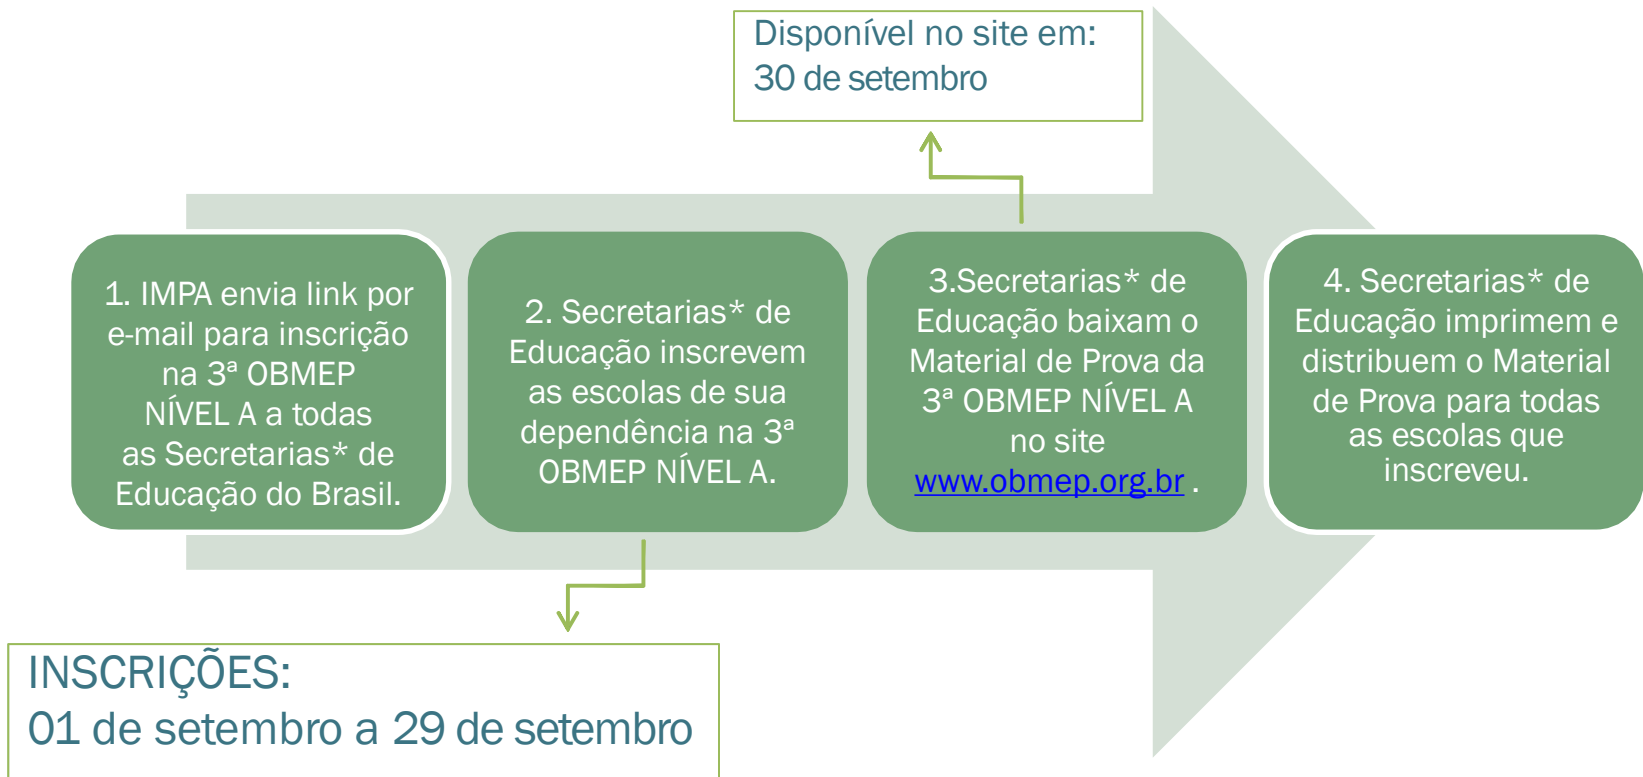 Disponível no site em:
30 de setembro
1. IMPA envia link por
e-mail para inscrição
na 3ª OBMEP
NÍVEL A a todas
as Secretarias* de
Educação do Brasil.
2. Secretarias* de
Educação inscrevem
as escolas de sua
dependência na 3ª
OBMEP NÍVEL A.
3.Secretarias* de
Educação baixam o
Material de Prova da
3ª OBMEP NÍVEL A
no site
www.obmep.org.br .
4. Secretarias* de
Educação imprimem e
distribuem o Material
de Prova para todas
as escolas que
inscreveu.
INSCRIÇÕES:
01 de setembro a 29 de setembro